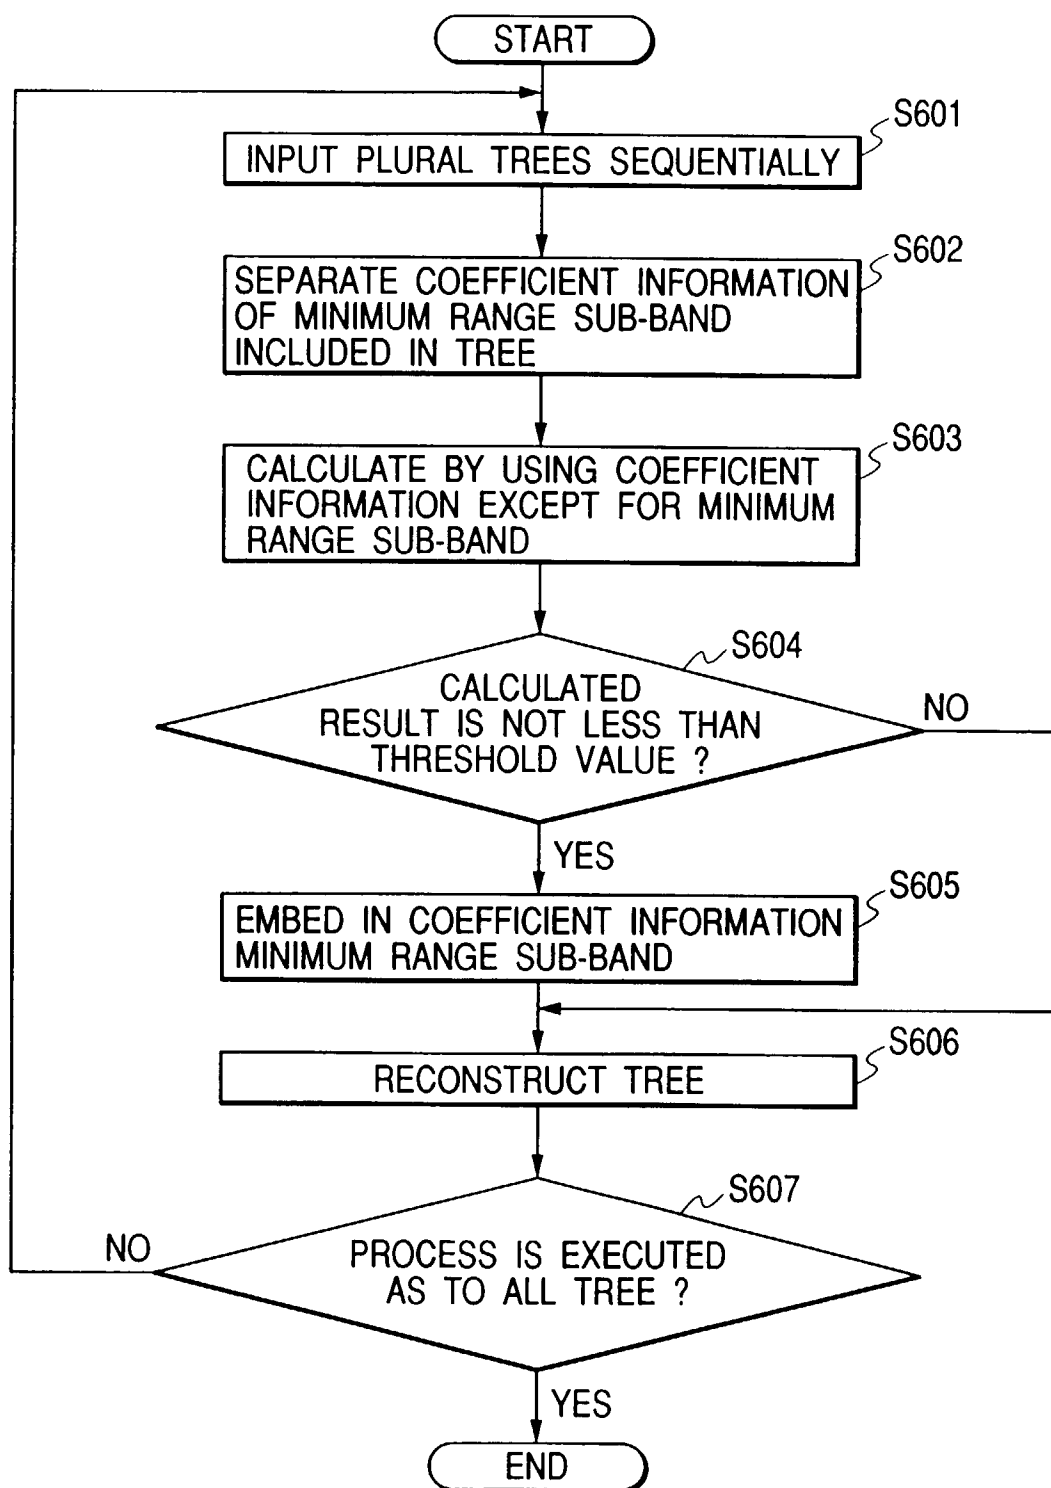 START
S601
INPUT PLURAL TREES SEQUENTIALLY
S602
SEPARATE COEFFICIENT INFORMATION
OF MINIMUM RANGE SUB-BAND
INCLUDED IN TREE
S603
CALCULATE BY USING COEFFICIENT
INFORMATION EXCEPT FOR MINIMUM
RANGE SUB-BAND
S604
CALCULATED
RESULT IS NOT LESS THAN
THRESHOLD VALUE ?
NO
YES
S605
EMBED IN COEFFICIENT INFORMATION
MINIMUM RANGE SUB-BAND
S606
RECONSTRUCT TREE
S607
PROCESS IS EXECUTED
AS TO ALL TREE ?
NO
YES
END